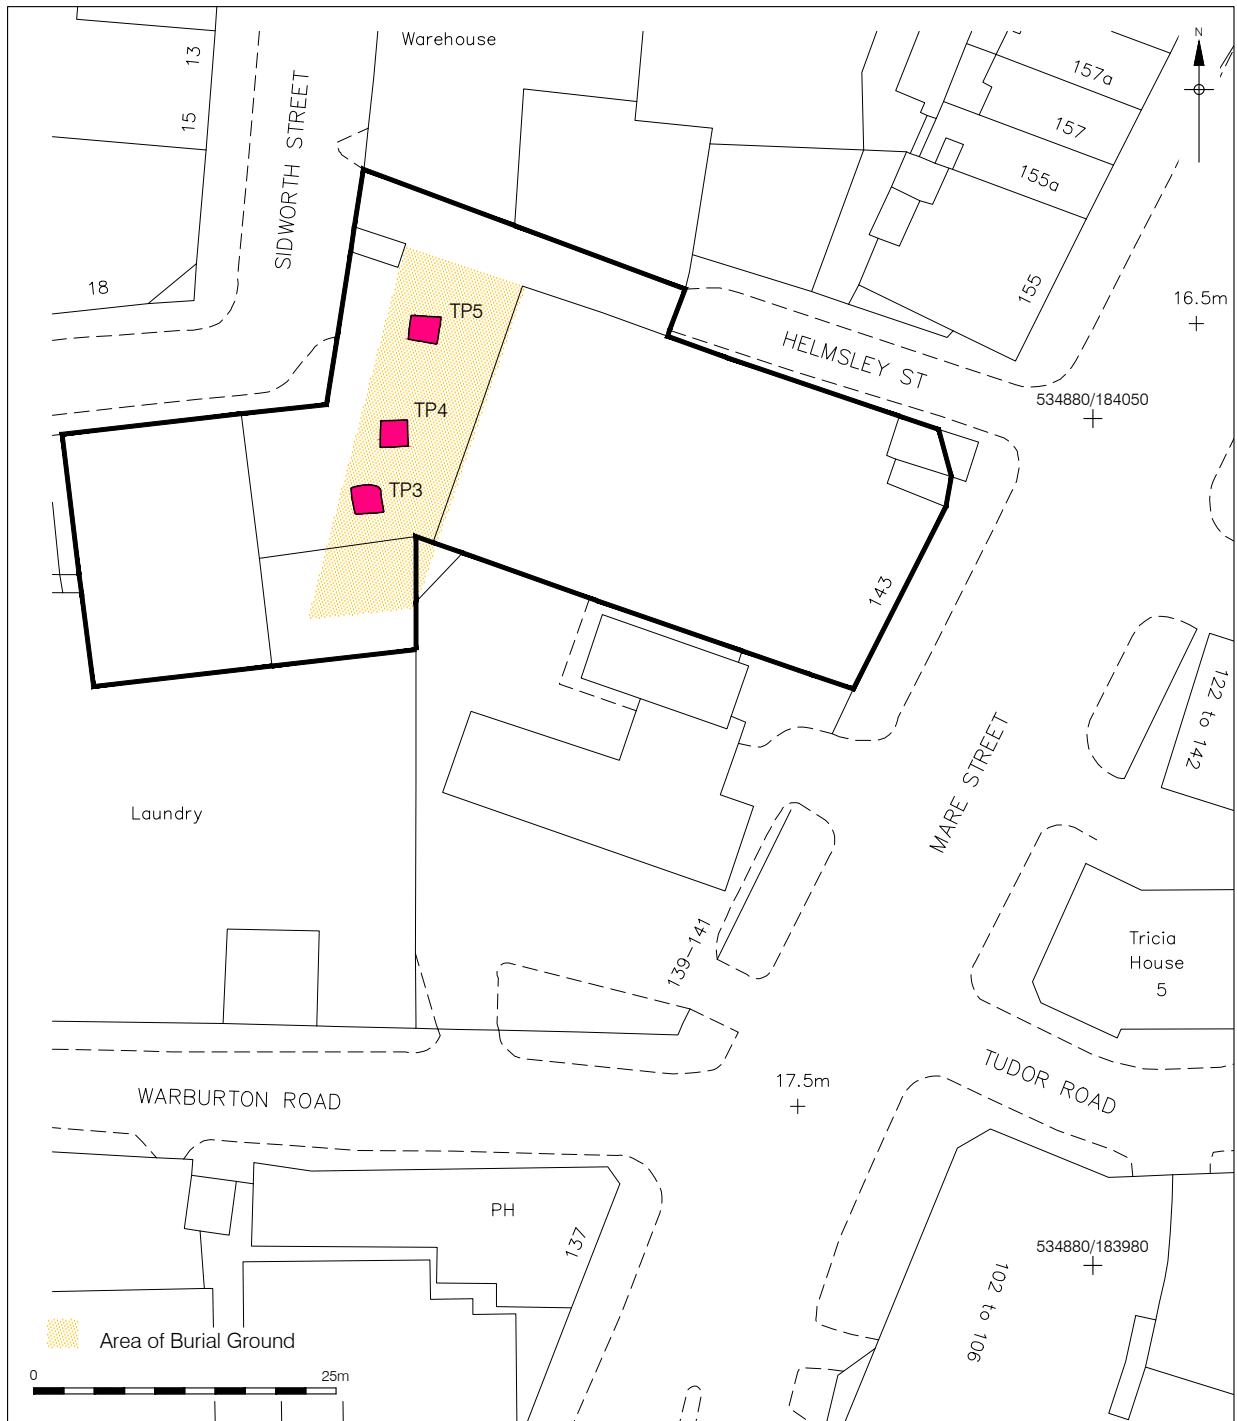 Warehouse
N
13
15
SIDWORTH STREET
157a
157
155a
155
18
TP5
16.5m
HELMSLEY ST
534880/184050
TP4
TP3
143
122 to 142
MARE STREET
Laundry
139-141
Tricia
House
5
17.5m
TUDOR ROAD
WARBURTON ROAD
PH
137
534880/183980
102 to 106
Area of Burial Ground
0 25m